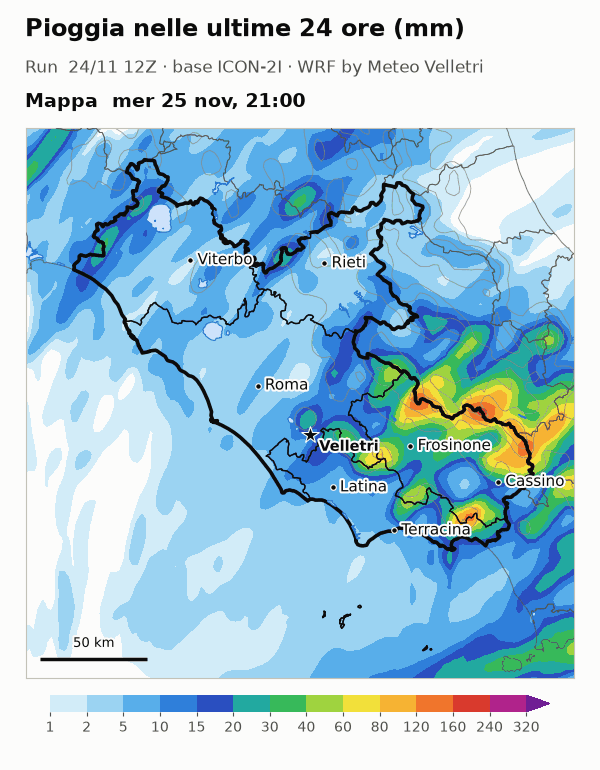 Pioggia nelle ultime 24 ore (mm)
Run  24/11 12Z · base ICON-2I · WRF by Meteo Velletri
Mappa  mer 25 nov, 21:00
Viterbo
Rieti
Roma
Velletri
Frosinone
Latina
Cassino
Terracina
50 km
1 2 5 10 15 20 30 40 60 80 120 160 240 320